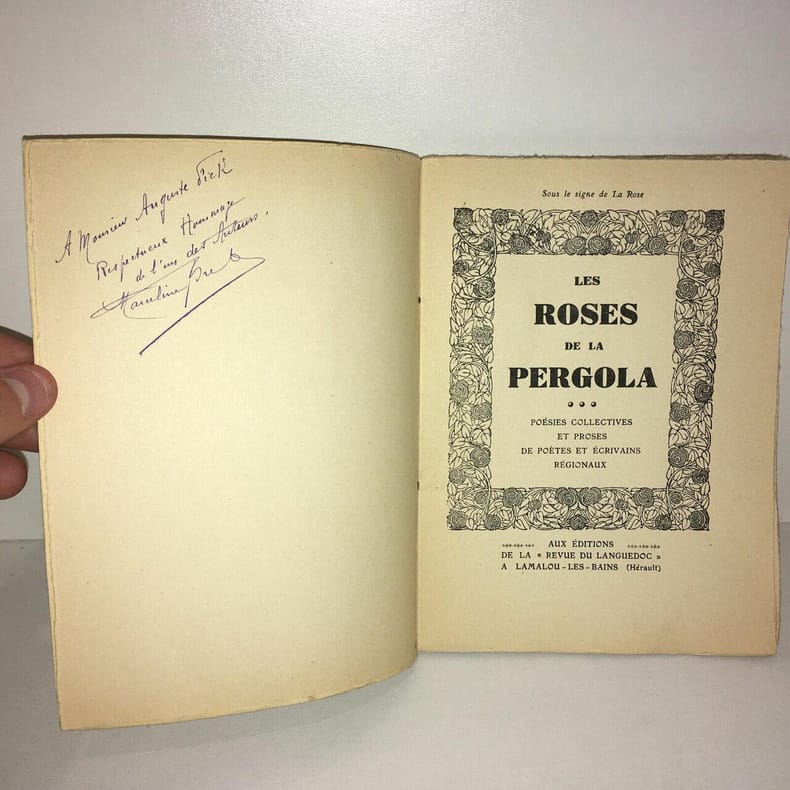 A Monsieur Auguste Pick
Respectueux Hommage
de l'un des Auteurs,
Marceline
Sous le signe de La Rose
LES
ROSES
DE LA
PERGOLA
POÉSIES COLLECTIVES
ET PROSES
DE POÈTES ET ÉCRIVAINS
RÉGIONAUX
AUX ÉDITIONS
DE LA « REVUE DU LANGUEDOC »
A LAMALOU-LES-BAINS (Hérault)